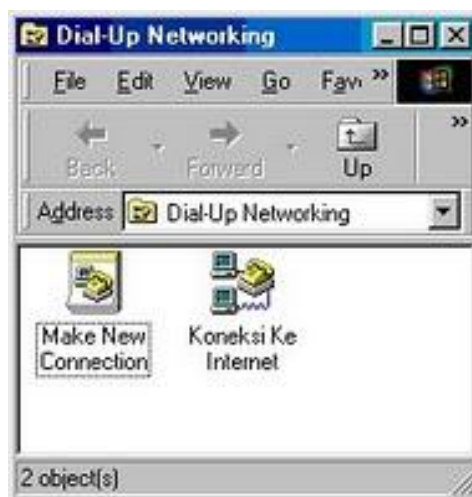 Dial-Up Networking
File Edit View Go Favi »
Back Forward Up »
Address Dial-Up Networking
Make New
Connection
Koneksi Ke
Internet
2 object(s)